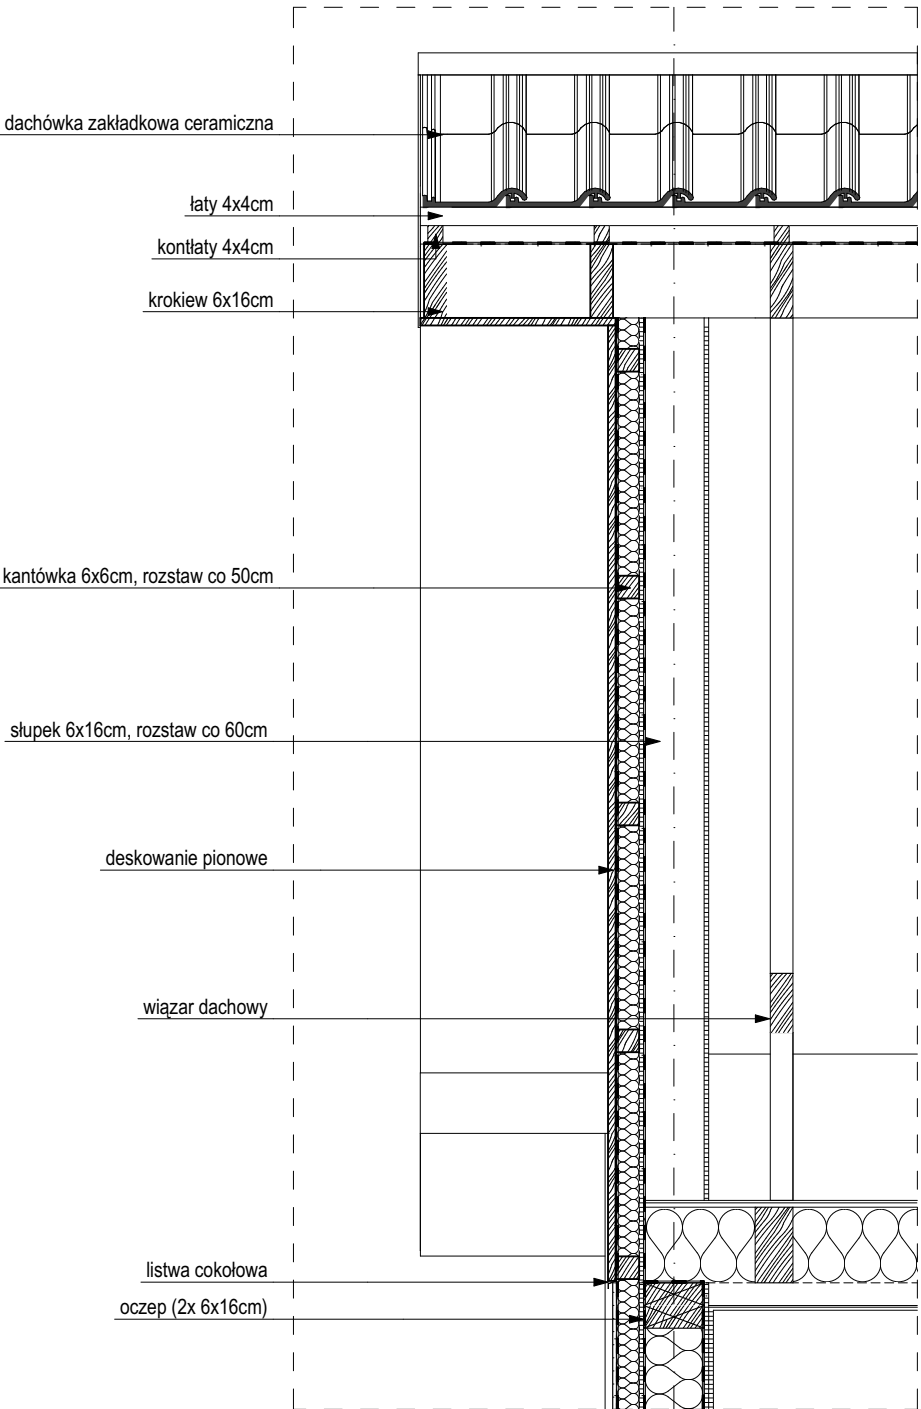 dachówka zakładkowa ceramiczna
łaty 4x4cm
kontłaty 4x4cm
krokiew 6x16cm
kantówka 6x6cm, rozstaw co 50cm
słupek 6x16cm, rozstaw co 60cm
deskowanie pionowe
wiązar dachowy
listwa cokołowa
oczep (2x 6x16cm)